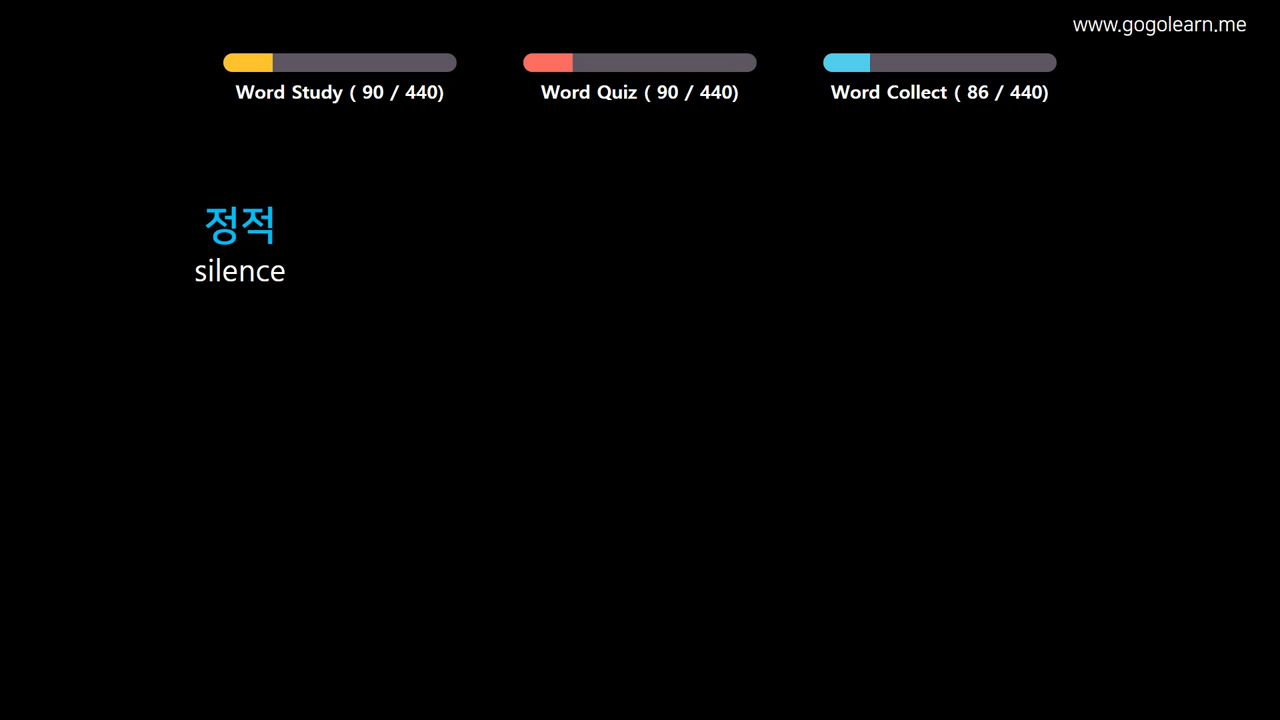 www.gogolearn.me
Word Study ( 90 / 440)
Word Quiz ( 90 / 440)
Word Collect ( 86 / 440)
정적
silence